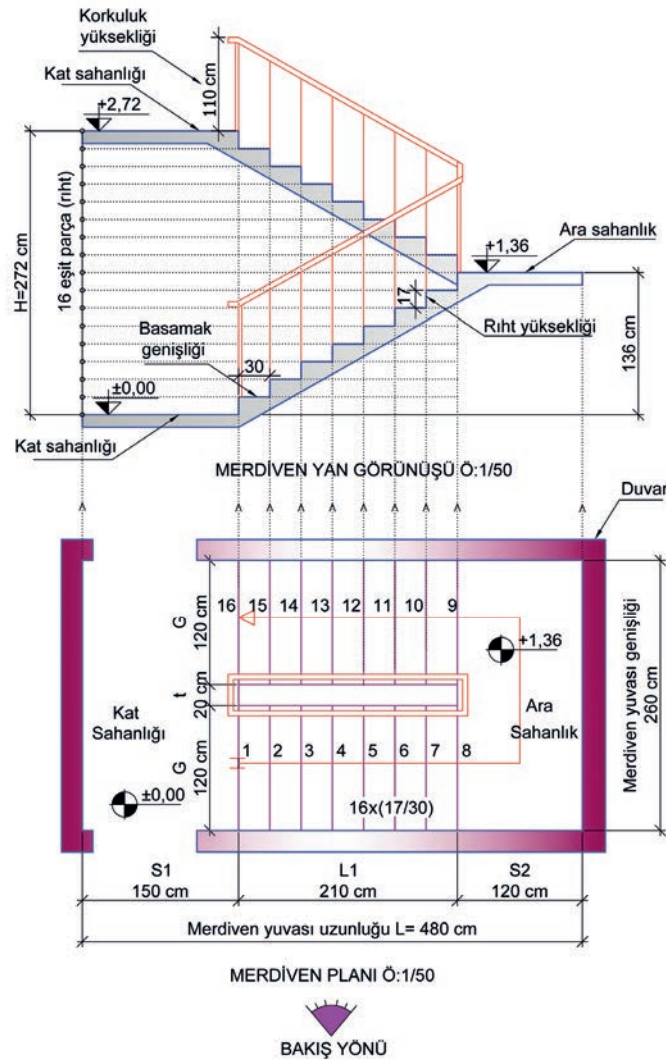 Korkuluk
yüksekliği
Kat sahanlığı
+2,72
110 cm
H=272 cm
16 eşit parça (rıht)
+1,36
Ara sahanlık
17
Rıht yüksekliği
Basamak
genişliği
30
136 cm
±0,00
Kat sahanlığı
MERDİVEN YAN GÖRÜNÜŞÜ Ö:1/50
Duvar
16 15 14 13 12 11 10 9
G
120 cm
+1,36
t
20 cm
Kat
Sahanlığı
Ara
Sahanlık
Merdiven yuvası genişliği
260 cm
1 2 3 4 5 6 7 8
G
120 cm
±0,00
16x(17/30)
S1
150 cm
L1
210 cm
S2
120 cm
Merdiven yuvası uzunluğu L= 480 cm
MERDİVEN PLANI Ö:1/50
BAKIŞ YÖNÜ